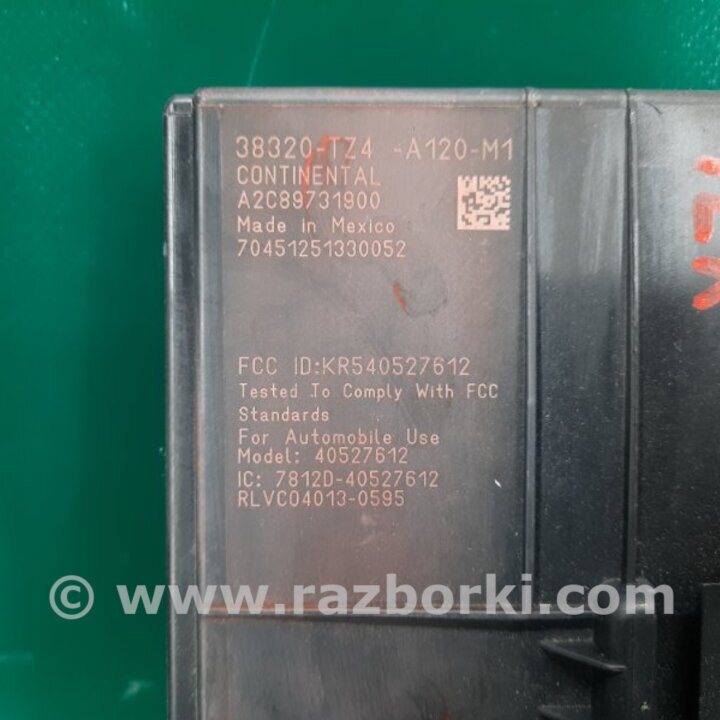 38320-TZ4 -A120-M1
CONTINENTAL
A2C89731900
Made in Mexico
70451251330052
FCC ID:KR540527612
Tested To Comply With FCC
Standards
For Automobile Use
Model: 40527612
IC: 7812D-40527612
RLVC04013-0595
© www.razborki.com